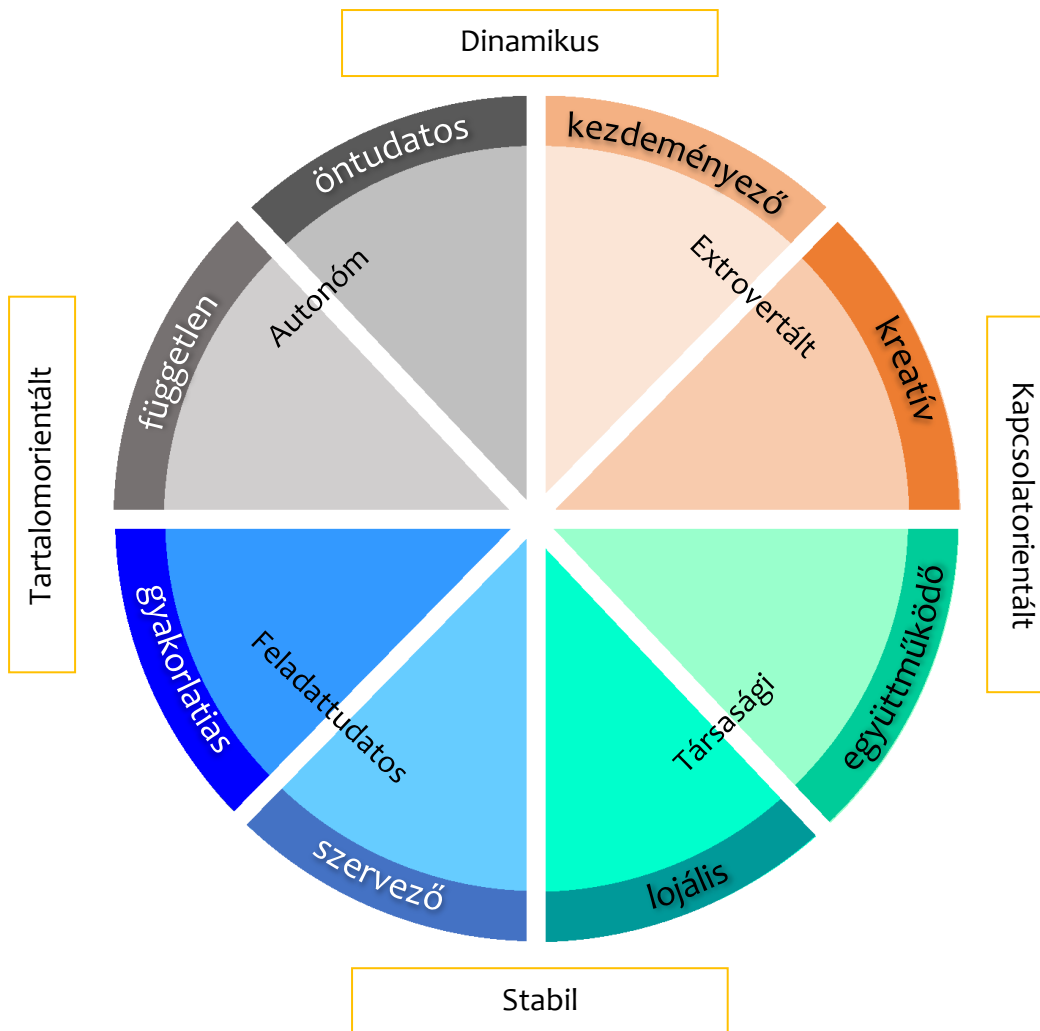 Dinamikus
öntudatos
kezdeményező
Autonóm
Extrovertált
független
kreatív
Tartalomorientált
Kapcsolatorientált
gyakorlatias
Feladattudatos
Társasági
együttműködő
szervező
lojális
Stabil